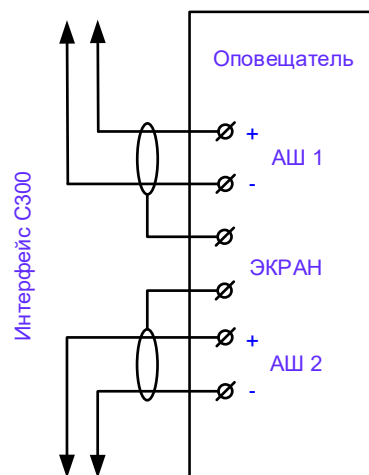 Оповещатель
+
АШ 1
-
Интерфейс С300
ЭКРАН
+
АШ 2
-